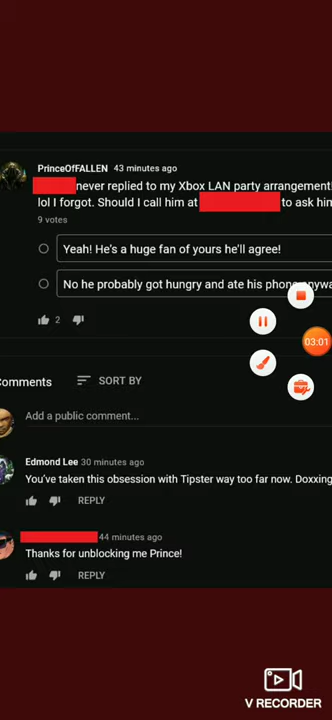 PrinceOfFALLEN 43 minutes ago
never replied to my Xbox LAN party arrangement!
lol I forgot. Should I call him at to ask him
9 votes
Yeah! He's a huge fan of yours he'll agree!
No he probably got hungry and ate his phone
2
03:01
Comments SORT BY
Add a public comment...
Edmond Lee 30 minutes ago
You've taken this obsession with Tipster way too far now. Doxxing
REPLY
44 minutes ago
Thanks for unblocking me Prince!
REPLY
V RECORDER